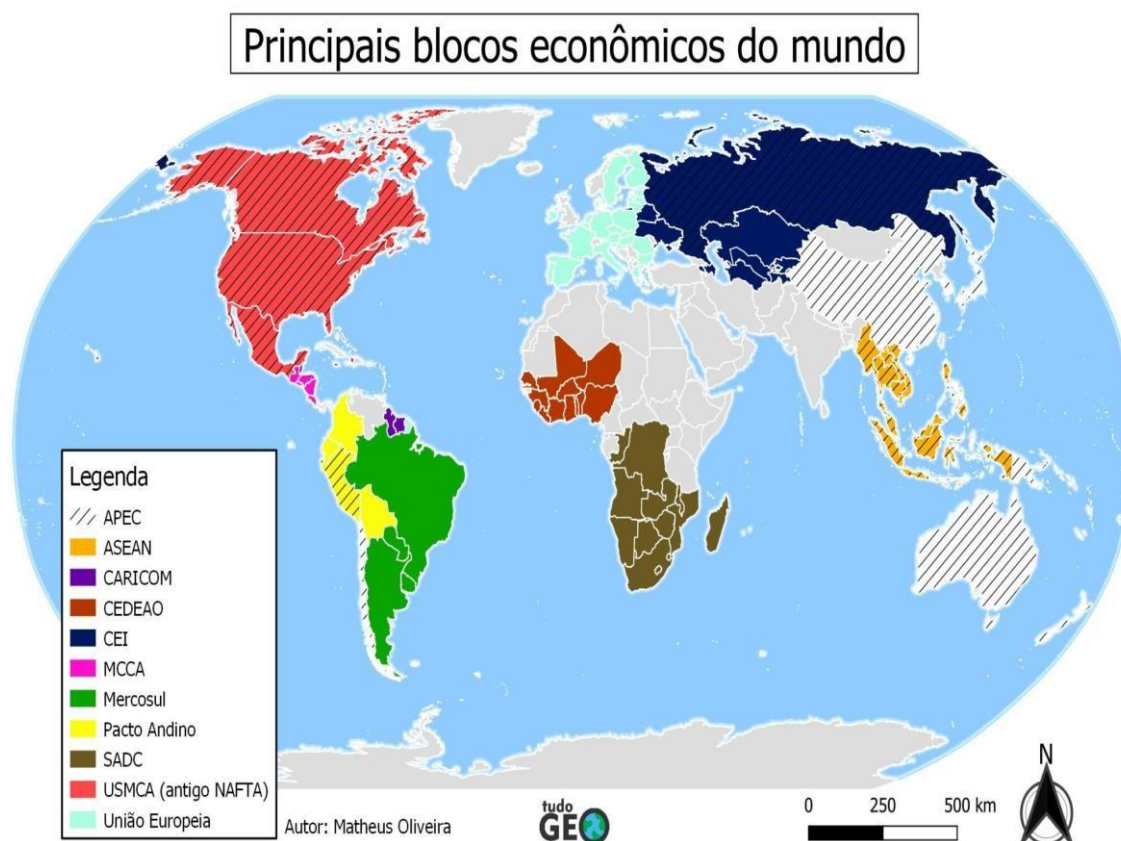 Principais blocos econômicos do mundo
Legenda
APEC
ASEAN
CARICOM
CEDEAO
CEI
MCCA
Mercosul
Pacto Andino
SADC
USMCA (antigo NAFTA)
União Europeia
Autor: Matheus Oliveira
tudo
GEO
0 250 500 km
N